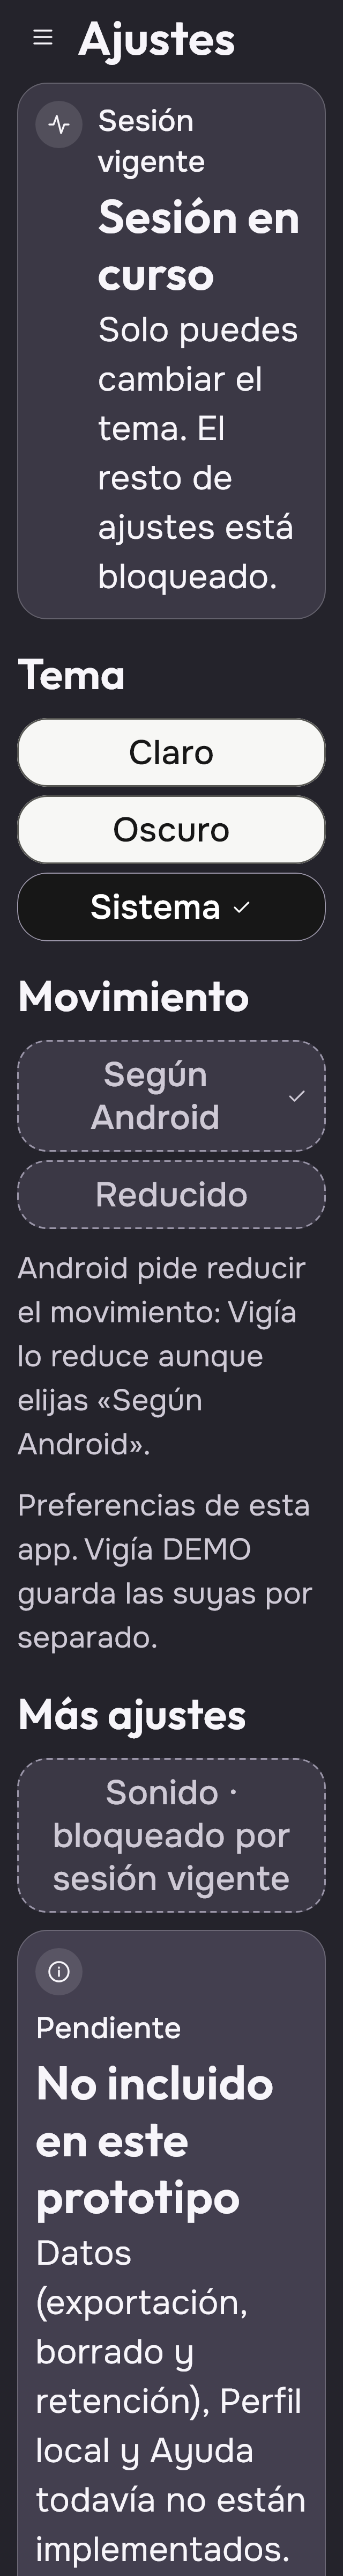 Ajustes
Sesión
vigente
Sesión en
curso
Solo puedes
cambiar el
tema. El
resto de
ajustes está
bloqueado.
Tema
Claro
Oscuro
Sistema
Movimiento
Según
Android
Reducido
Android pide reducir
el movimiento: Vigía
lo reduce aunque
elijas «Según
Android».
Preferencias de esta
app. Vigía DEMO
guarda las suyas por
separado.
Más ajustes
Sonido ·
bloqueado por
sesión vigente
Pendiente
No incluido
en este
prototipo
Datos
(exportación,
borrado y
retención), Perfil
local y Ayuda
todavía no están
implementados.